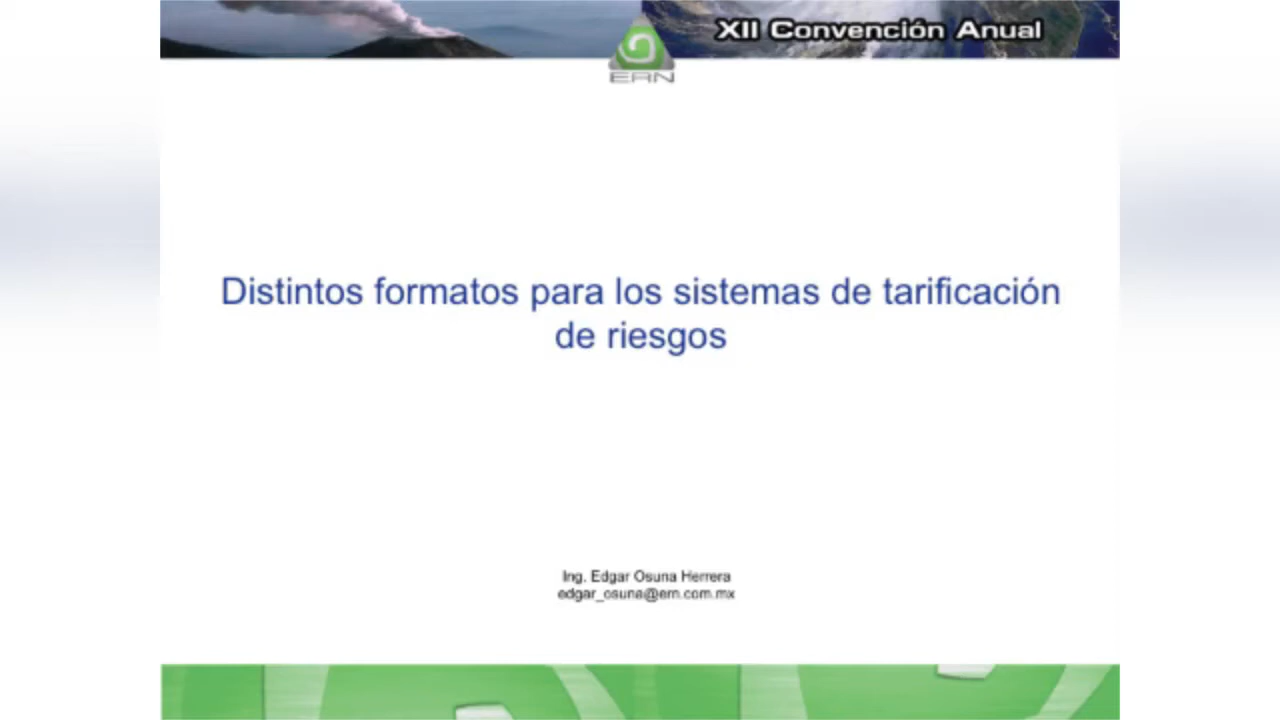 XII Convención Anual
ERN
Distintos formatos para los sistemas de tarificación
de riesgos
Ing. Edgar Osuna Herrera
edgar_osuna@ern.com.mx